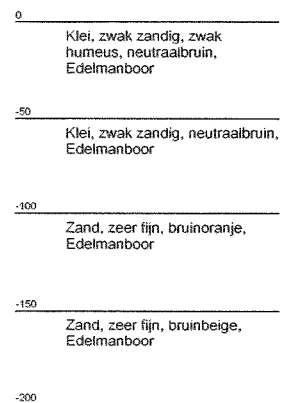 0
Klei, zwak zandig, zwak
humeus, neutraalbruin,
Edelmanboor
-50
Klei, zwak zandig, neutraalbruin,
Edelmanboor
-100
Zand, zeer fijn, bruinoranje,
Edelmanboor
-150
Zand, zeer fijn, bruinbeige,
Edelmanboor
-200